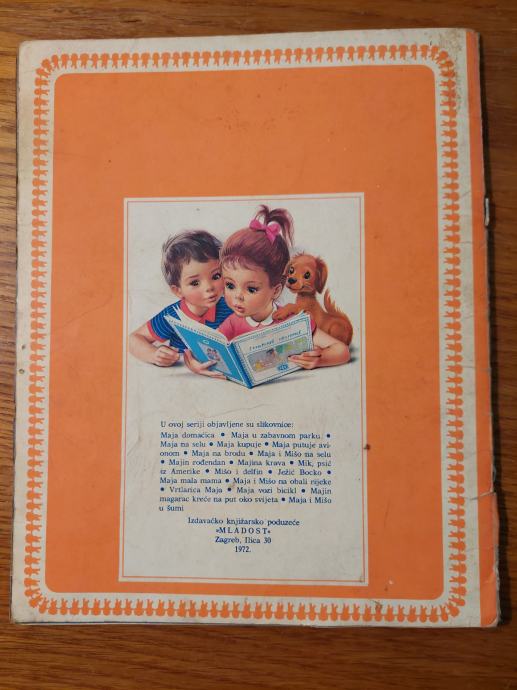 U ovoj seriji objavljene su slikovnice:
Maja domaćica • Maja u zabavnom parku •
Maja na selu • Maja kupuje • Maja putuje avi-
onom • Maja na brodu • Maja i Mišo na selu
• Majin rođendan • Majina krava • Mik, psić
iz Amerike • Mišo i delfin • Ježić Bocko •
Maja mala mama • Maja i Mišo na obali rijeke
• Vrtlarica Maja • Maja vozi bicikl • Majin
magarac kreće na put oko svijeta • Maja i Mišo
u šumi
Izdavačko knjižarsko poduzeće
»MLADOST«
Zagreb, Ilica 30
1972.